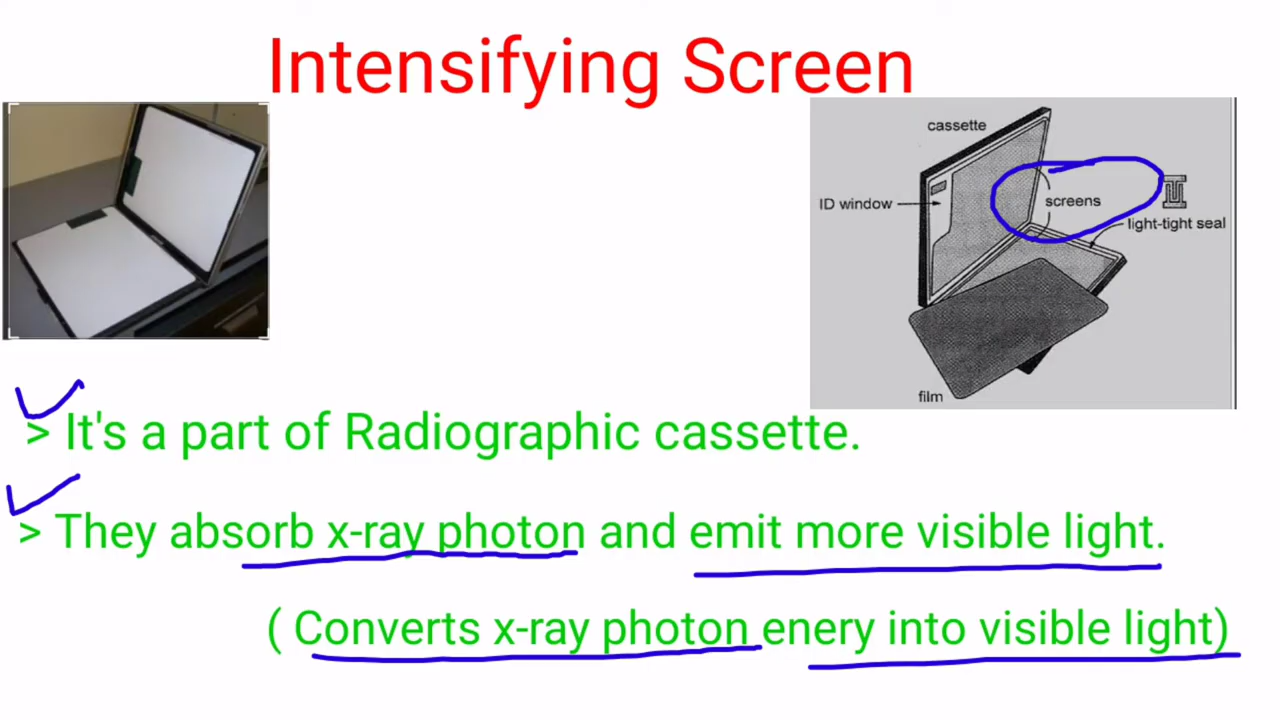 Intensifying Screen
cassette
ID window
screens
light-tight seal
film
> It's a part of Radiographic cassette.
> They absorb x-ray photon and emit more visible light.
( Converts x-ray photon enery into visible light)